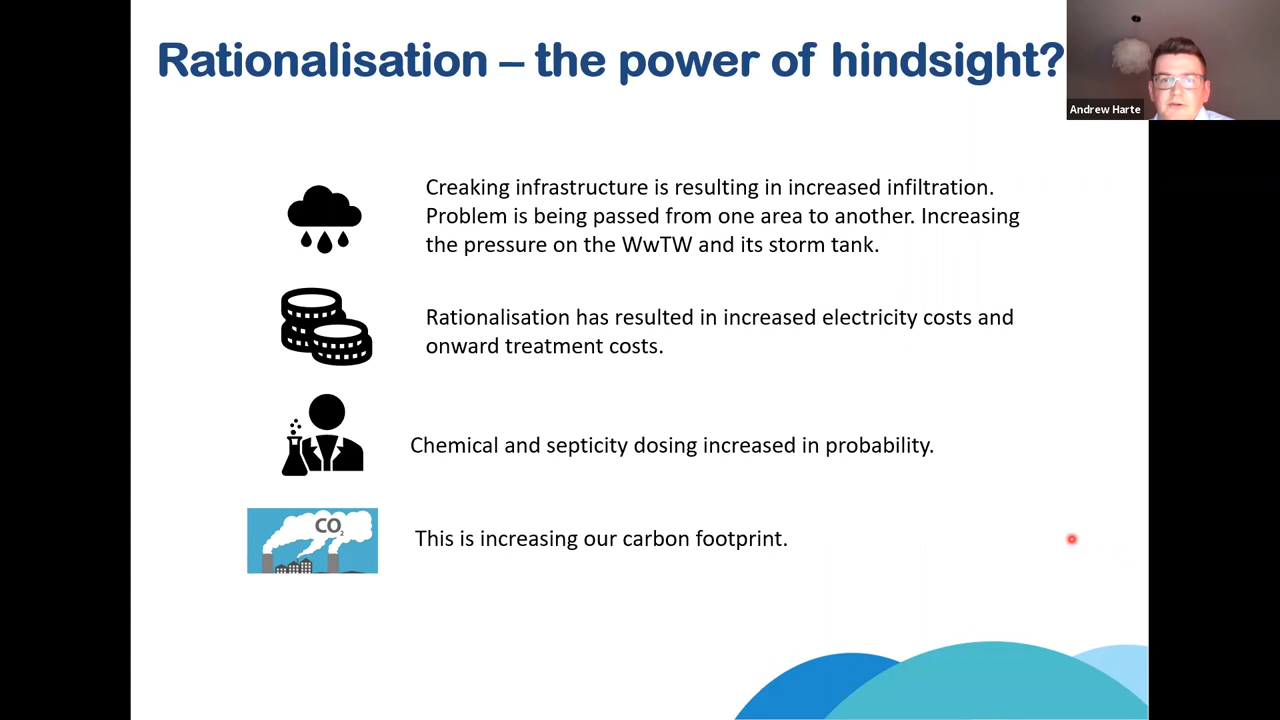 Rationalisation – the power of hindsight?
Andrew Harte
Creaking infrastructure is resulting in increased infiltration.
Problem is being passed from one area to another. Increasing
the pressure on the WwTW and its storm tank.
Rationalisation has resulted in increased electricity costs and
onward treatment costs.
Chemical and septicity dosing increased in probability.
CO2
This is increasing our carbon footprint.